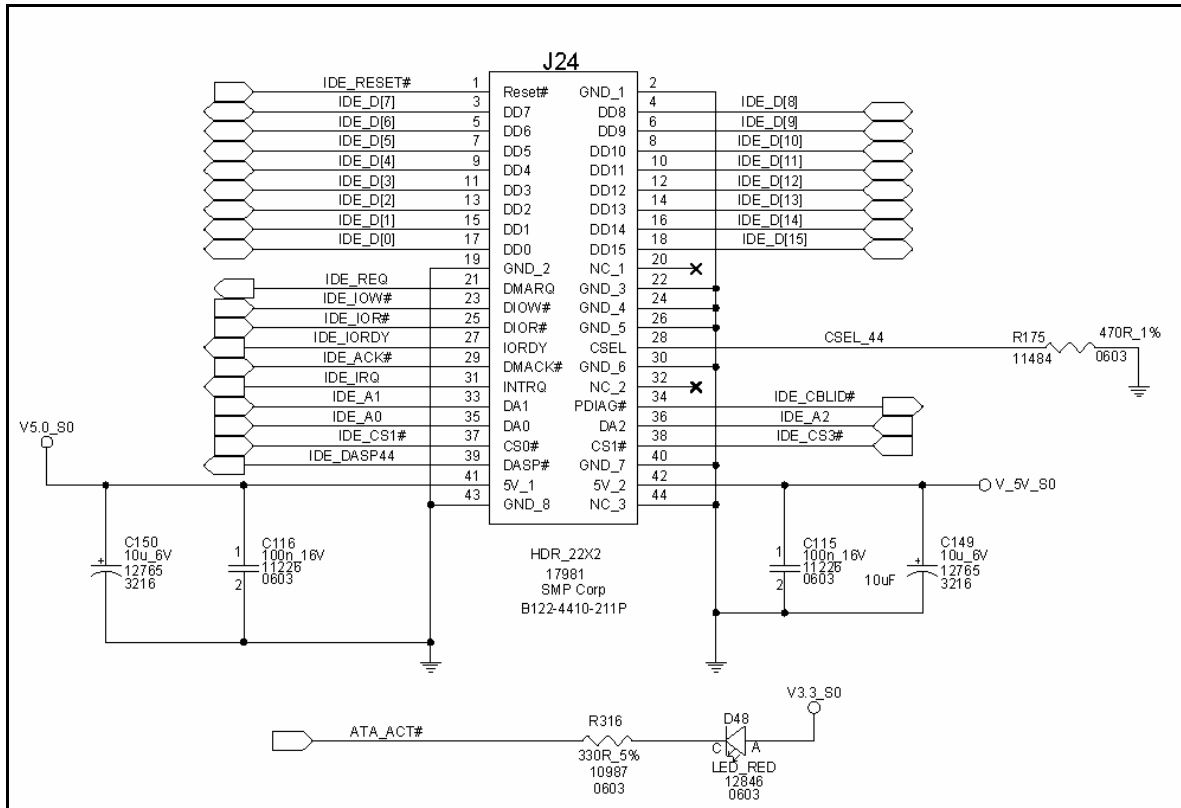 J24
IDE_RESET# 1 Reset# GND_1 2
IDE_D[7] 3 DD7 DD8 4 IDE_D[8]
IDE_D[6] 5 DD6 DD9 6 IDE_D[9]
IDE_D[5] 7 DD5 DD10 8 IDE_D[10]
IDE_D[4] 9 DD4 DD11 10 IDE_D[11]
IDE_D[3] 11 DD3 DD12 12 IDE_D[12]
IDE_D[2] 13 DD2 DD13 14 IDE_D[13]
IDE_D[1] 15 DD1 DD14 16 IDE_D[14]
IDE_D[0] 17 DD0 DD15 18 IDE_D[15]
19 GND_2 NC_1 20
IDE_REQ 21 DMARQ GND_3 22
IDE_IOW# 23 DIOW# GND_4 24
IDE_IOR# 25 DIOR# GND_5 26
IDE_IORDY 27 IORDY CSEL 28 CSEL_44
IDE_ACK# 29 DMACK# GND_6 30
IDE_IRQ 31 INTRQ NC_2 32
IDE_A1 33 DA1 PDIAG# 34 IDE_CBLID#
IDE_A0 35 DA0 DA2 36 IDE_A2
IDE_CS1# 37 CS0# CS1# 38 IDE_CS3#
IDE_DASP44 39 DASP# GND_7 40
41 5V_1 5V_2 42
43 GND_8 NC_3 44
R175
11484
470R_1%
0603
V5.0_S0
V_5V_S0
C150
10u_6V
12765
3216
1
2
C116
100n_16V
11226
0603
HDR_22X2
17981
SMP Corp
B122-4410-211P
1
2
C115
100n_16V
11226
0603
10uF
C149
10u_6V
12765
3216
V3.3_S0
ATA_ACT#
R316
330R_5%
10987
0603
D48
C A
LED_RED
12846
0603